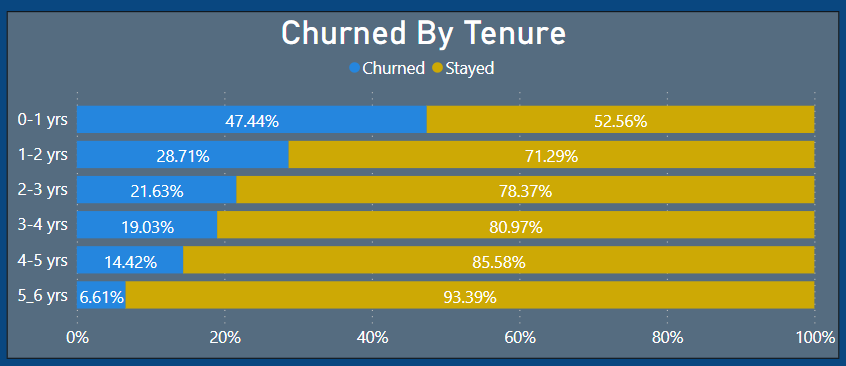 Churned By Tenure
Churned Stayed
0-1 yrs 47.44% 52.56%
1-2 yrs 28.71% 71.29%
2-3 yrs 21.63% 78.37%
3-4 yrs 19.03% 80.97%
4-5 yrs 14.42% 85.58%
5_6 yrs 6.61% 93.39%
0% 20% 40% 60% 80% 100%